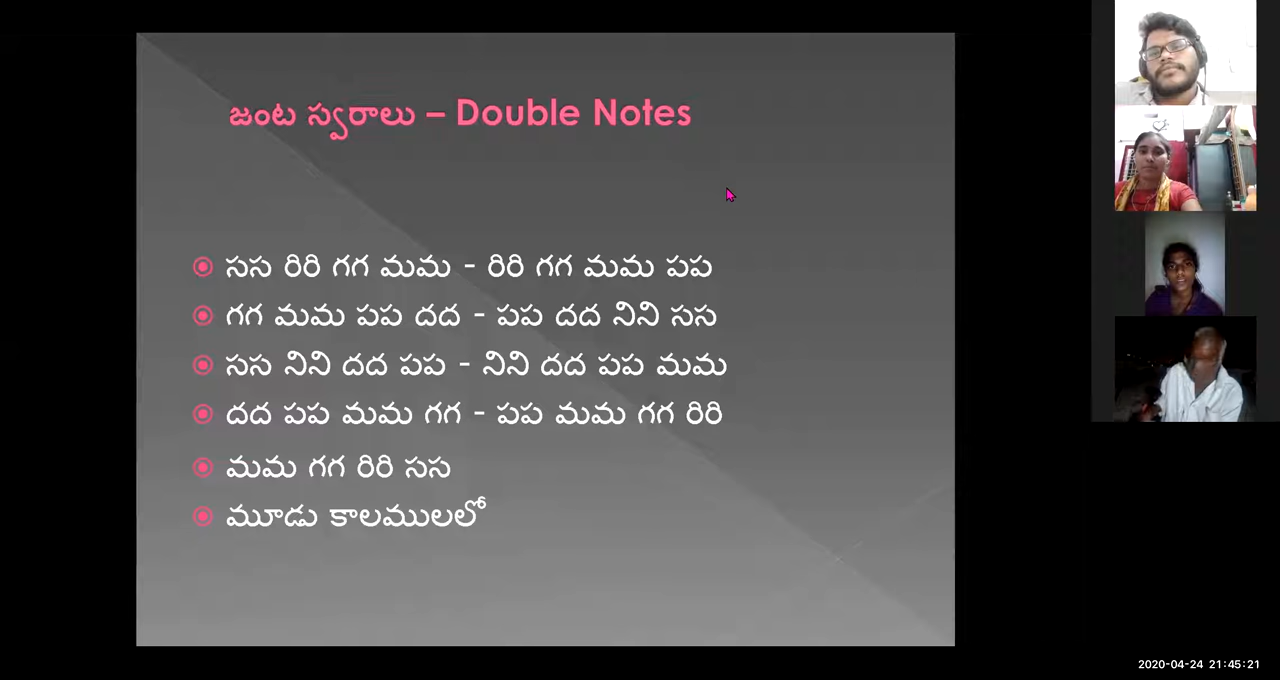 జంట స్వరాలు – Double Notes
సస రిరి గగ మమ - రిరి గగ మమ పప
గగ మమ పప దద - పప దద నిని సస
సస నిని దద పప - నిని దద పప మమ
దద పప మమ గగ - పప మమ గగ రిరి
మమ గగ రిరి సస
మూడు కాలములలో
2020-04-24 21:45:21